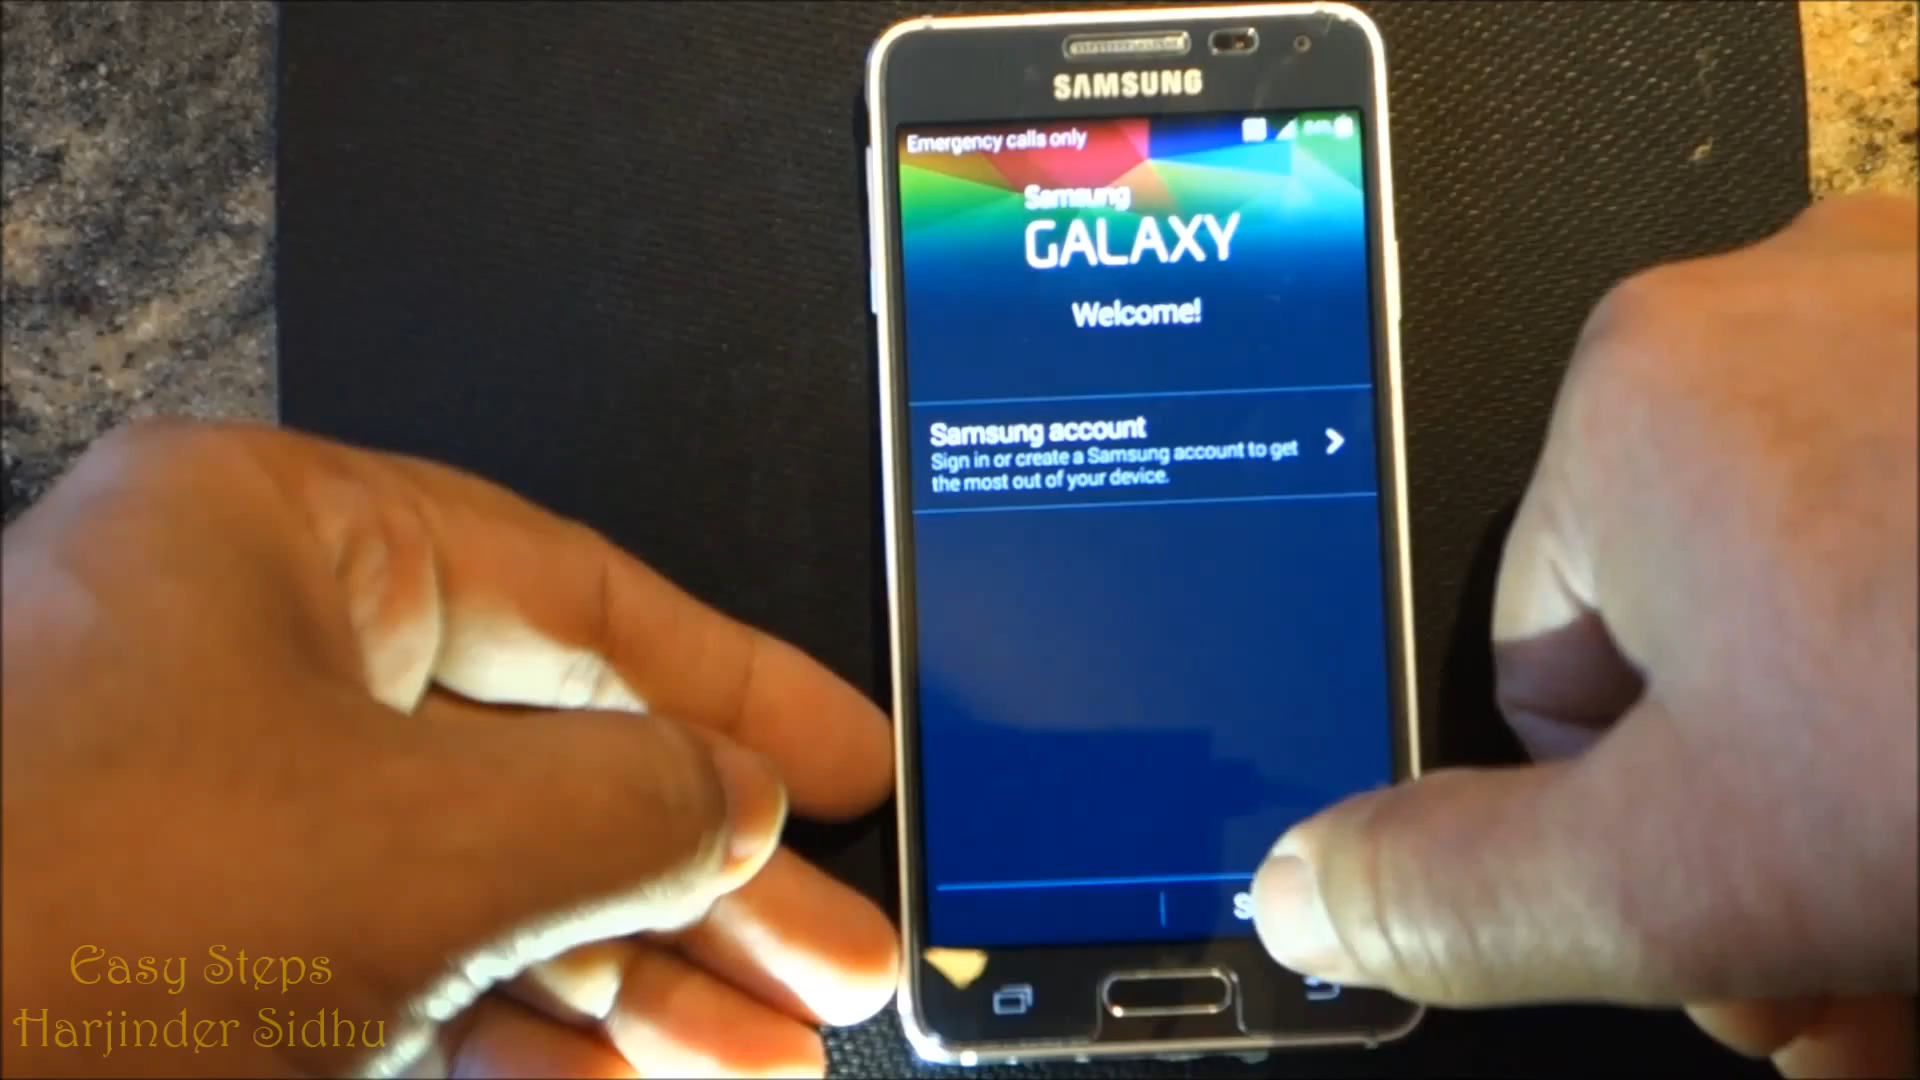 SAMSUNG
Emergency calls only
Samsung
GALAXY
Welcome!
Samsung account
Sign in or create a Samsung account to get
the most out of your device.
Easy Steps
Harjinder Sidhu